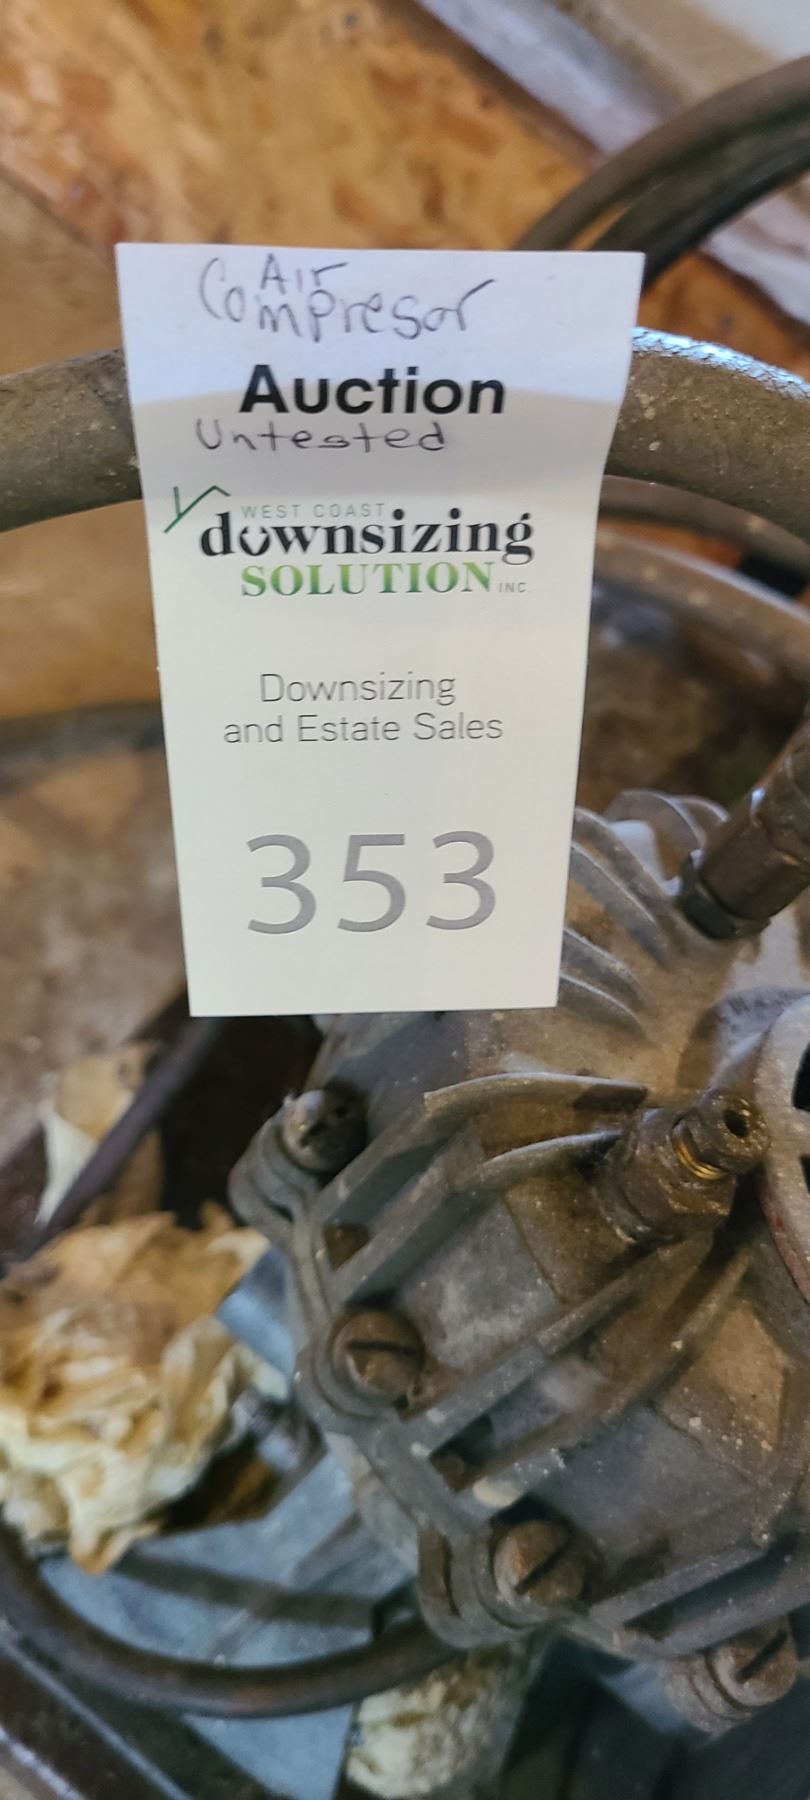 Air
Compresor
Auction
Untested
WEST COAST
downsizing
SOLUTION INC.
Downsizing
and Estate Sales
353